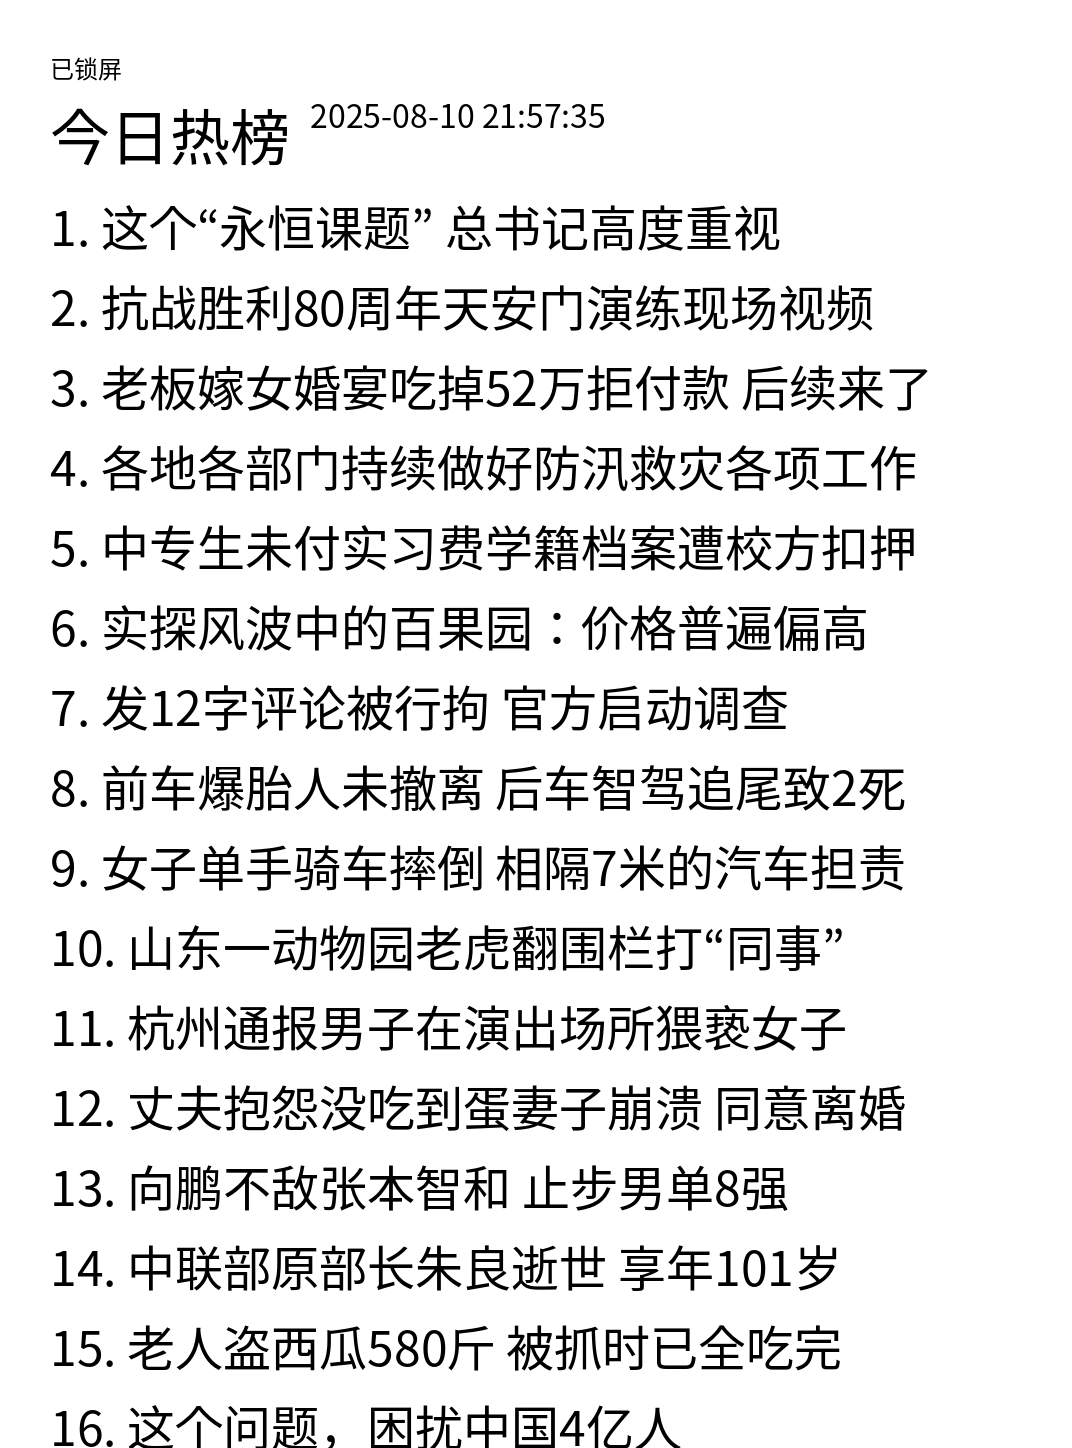 已锁屏
今日热榜 2025-08-10 21:57:35
1. 这个“永恒课题” 总书记高度重视
2. 抗战胜利80周年天安门演练现场视频
3. 老板嫁女婚宴吃掉52万拒付款 后续来了
4. 各地各部门持续做好防汛救灾各项工作
5. 中专生未付实习费学籍档案遭校方扣押
6. 实探风波中的百果园：价格普遍偏高
7. 发12字评论被行拘 官方启动调查
8. 前车爆胎人未撤离 后车智驾追尾致2死
9. 女子单手骑车摔倒 相隔7米的汽车担责
10. 山东一动物园老虎翻围栏打“同事”
11. 杭州通报男子在演出场所猥亵女子
12. 丈夫抱怨没吃到蛋妻子崩溃 同意离婚
13. 向鹏不敌张本智和 止步男单8强
14. 中联部原部长朱良逝世 享年101岁
15. 老人盗西瓜580斤 被抓时已全吃完
16. 这个问题，困扰中国4亿人